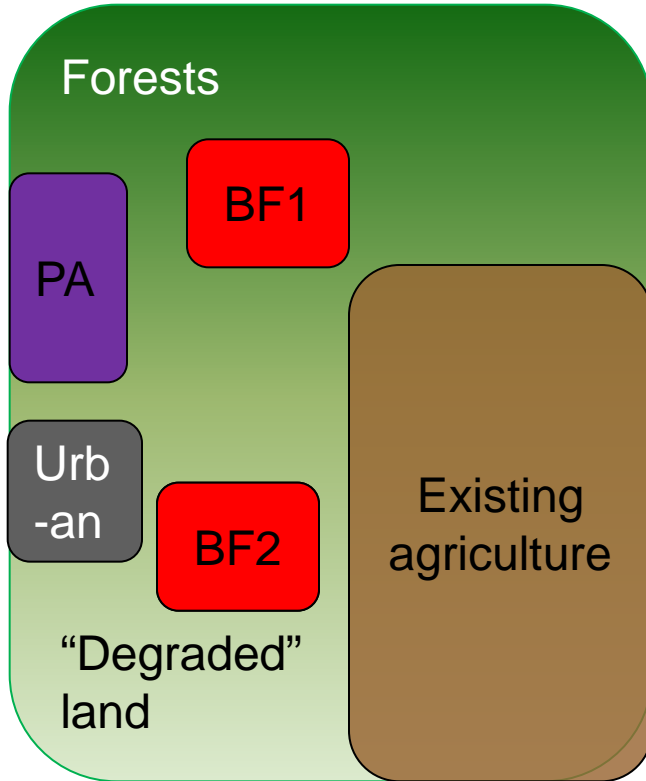 Forests
BF1
PA
Urb
-an
BF2
Existing
agriculture
“Degraded”
land